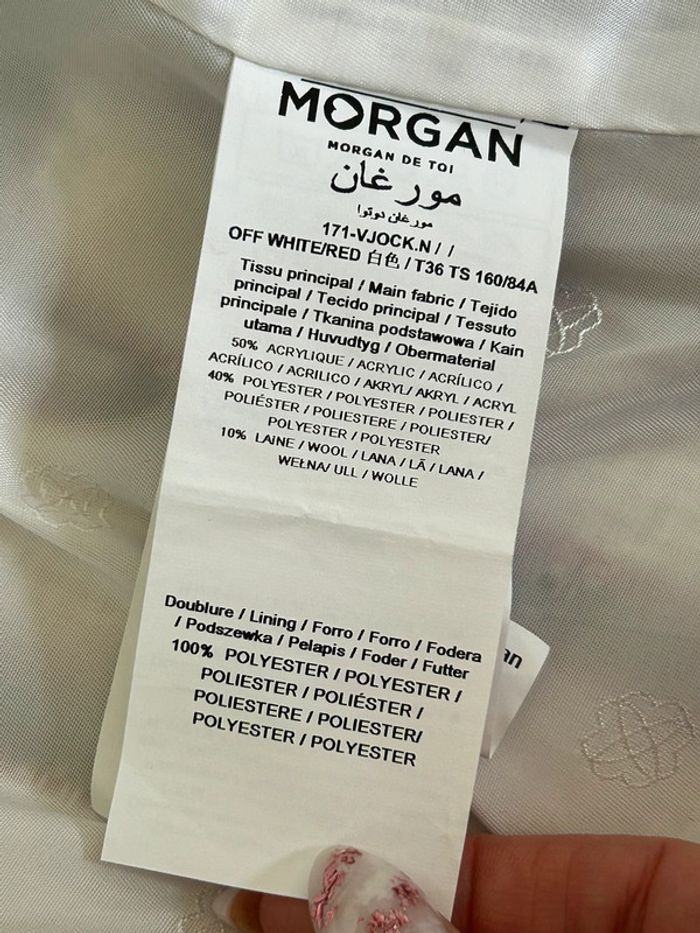 MORGAN
MORGAN DE TOI
مورغان
مورغان دوتوا
171-VJOCK.N / /
OFF WHITE/RED 白色 / T36 TS 160/84A
Tissu principal / Main fabric / Tejido
principal / Tecido principal / Tessuto
principale / Tkanina podstawowa / Kain
utama / Huvudtyg / Obermaterial
50% ACRYLIQUE / ACRYLIC / ACRÍLICO /
ACRÍLICO / ACRILICO / AKRYL/ AKRYL / ACRYL
40% POLYESTER / POLYESTER / POLIESTER /
POLIÉSTER / POLIESTERE / POLIESTER/
POLYESTER / POLYESTER
10% LAiNE / WOOL / LANA / LÃ / LANA /
WEŁNA/ ULL / WOLLE
Doublure / Lining / Forro / Forro / Fodera
/ Podszewka / Pelapis / Foder / Futter
100% POLYESTER / POLYESTER /
POLIESTER / POLIÉSTER /
POLIESTERE / POLIESTER/
POLYESTER / POLYESTER